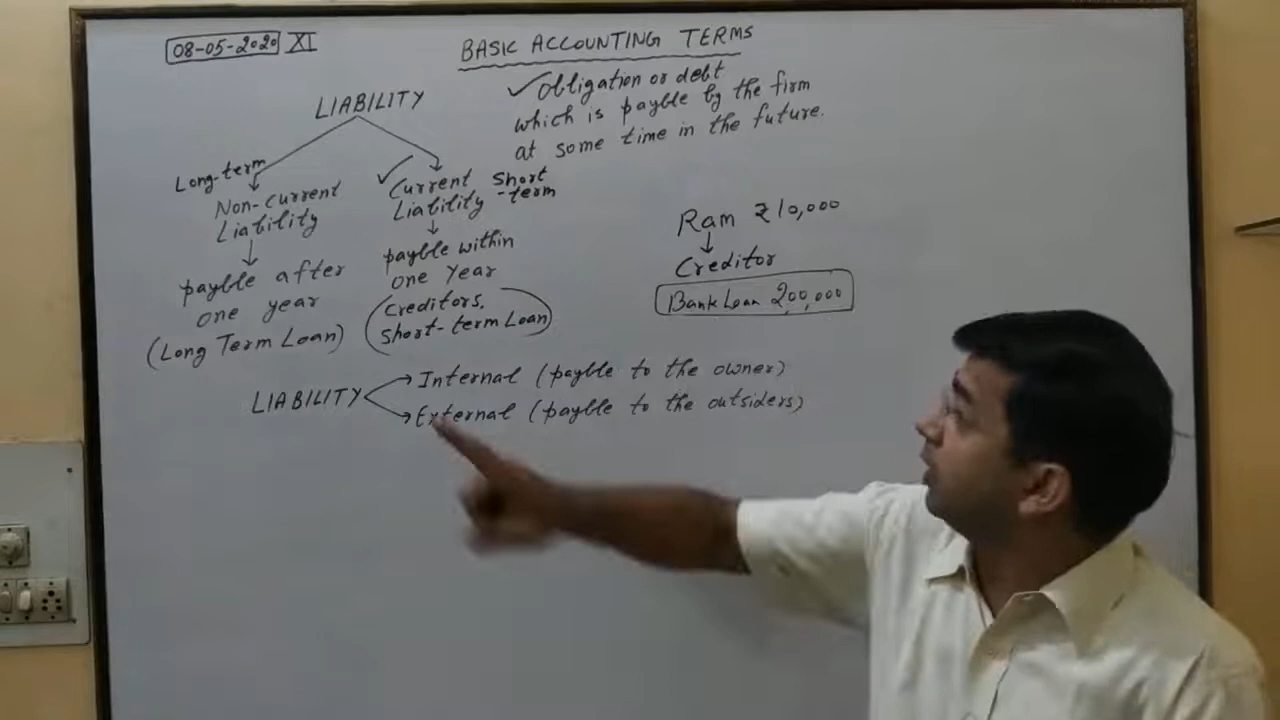 08-05-2020 XI
BASIC ACCOUNTING TERMS
LIABILITY
✓ Obligation or debt
which is payble by the firm
at some time in the future.
Long-term
Non-current
Liability
payble after
one year
(Long Term Loan)
✓ Current Short
Liability -term
payble within
one year
(creditors,
Short-term Loan)
Ram ₹10,000
Creditor
Bank Loan 200,000
LIABILITY
Internal (payble to the owner)
External (payble to the outsiders)